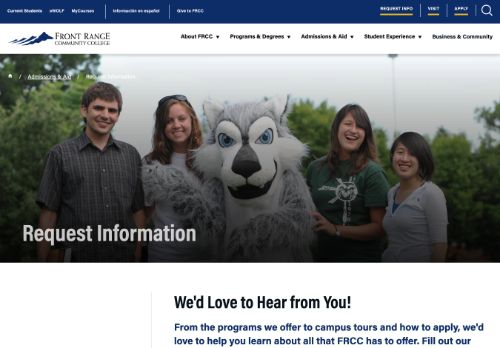 Current Students eWOLF MyCourses Información en español Give to FRCC REQUEST INFO VISIT APPLY
FRONT RANGE
COMMUNITY COLLEGE
About FRCC Programs & Degrees Admissions & Aid Student Experience Business & Community
/ Admissions & Aid / Request Information
Request Information
We'd Love to Hear from You!
From the programs we offer to campus tours and how to apply, we'd
love to help you learn about all that FRCC has to offer. Fill out our